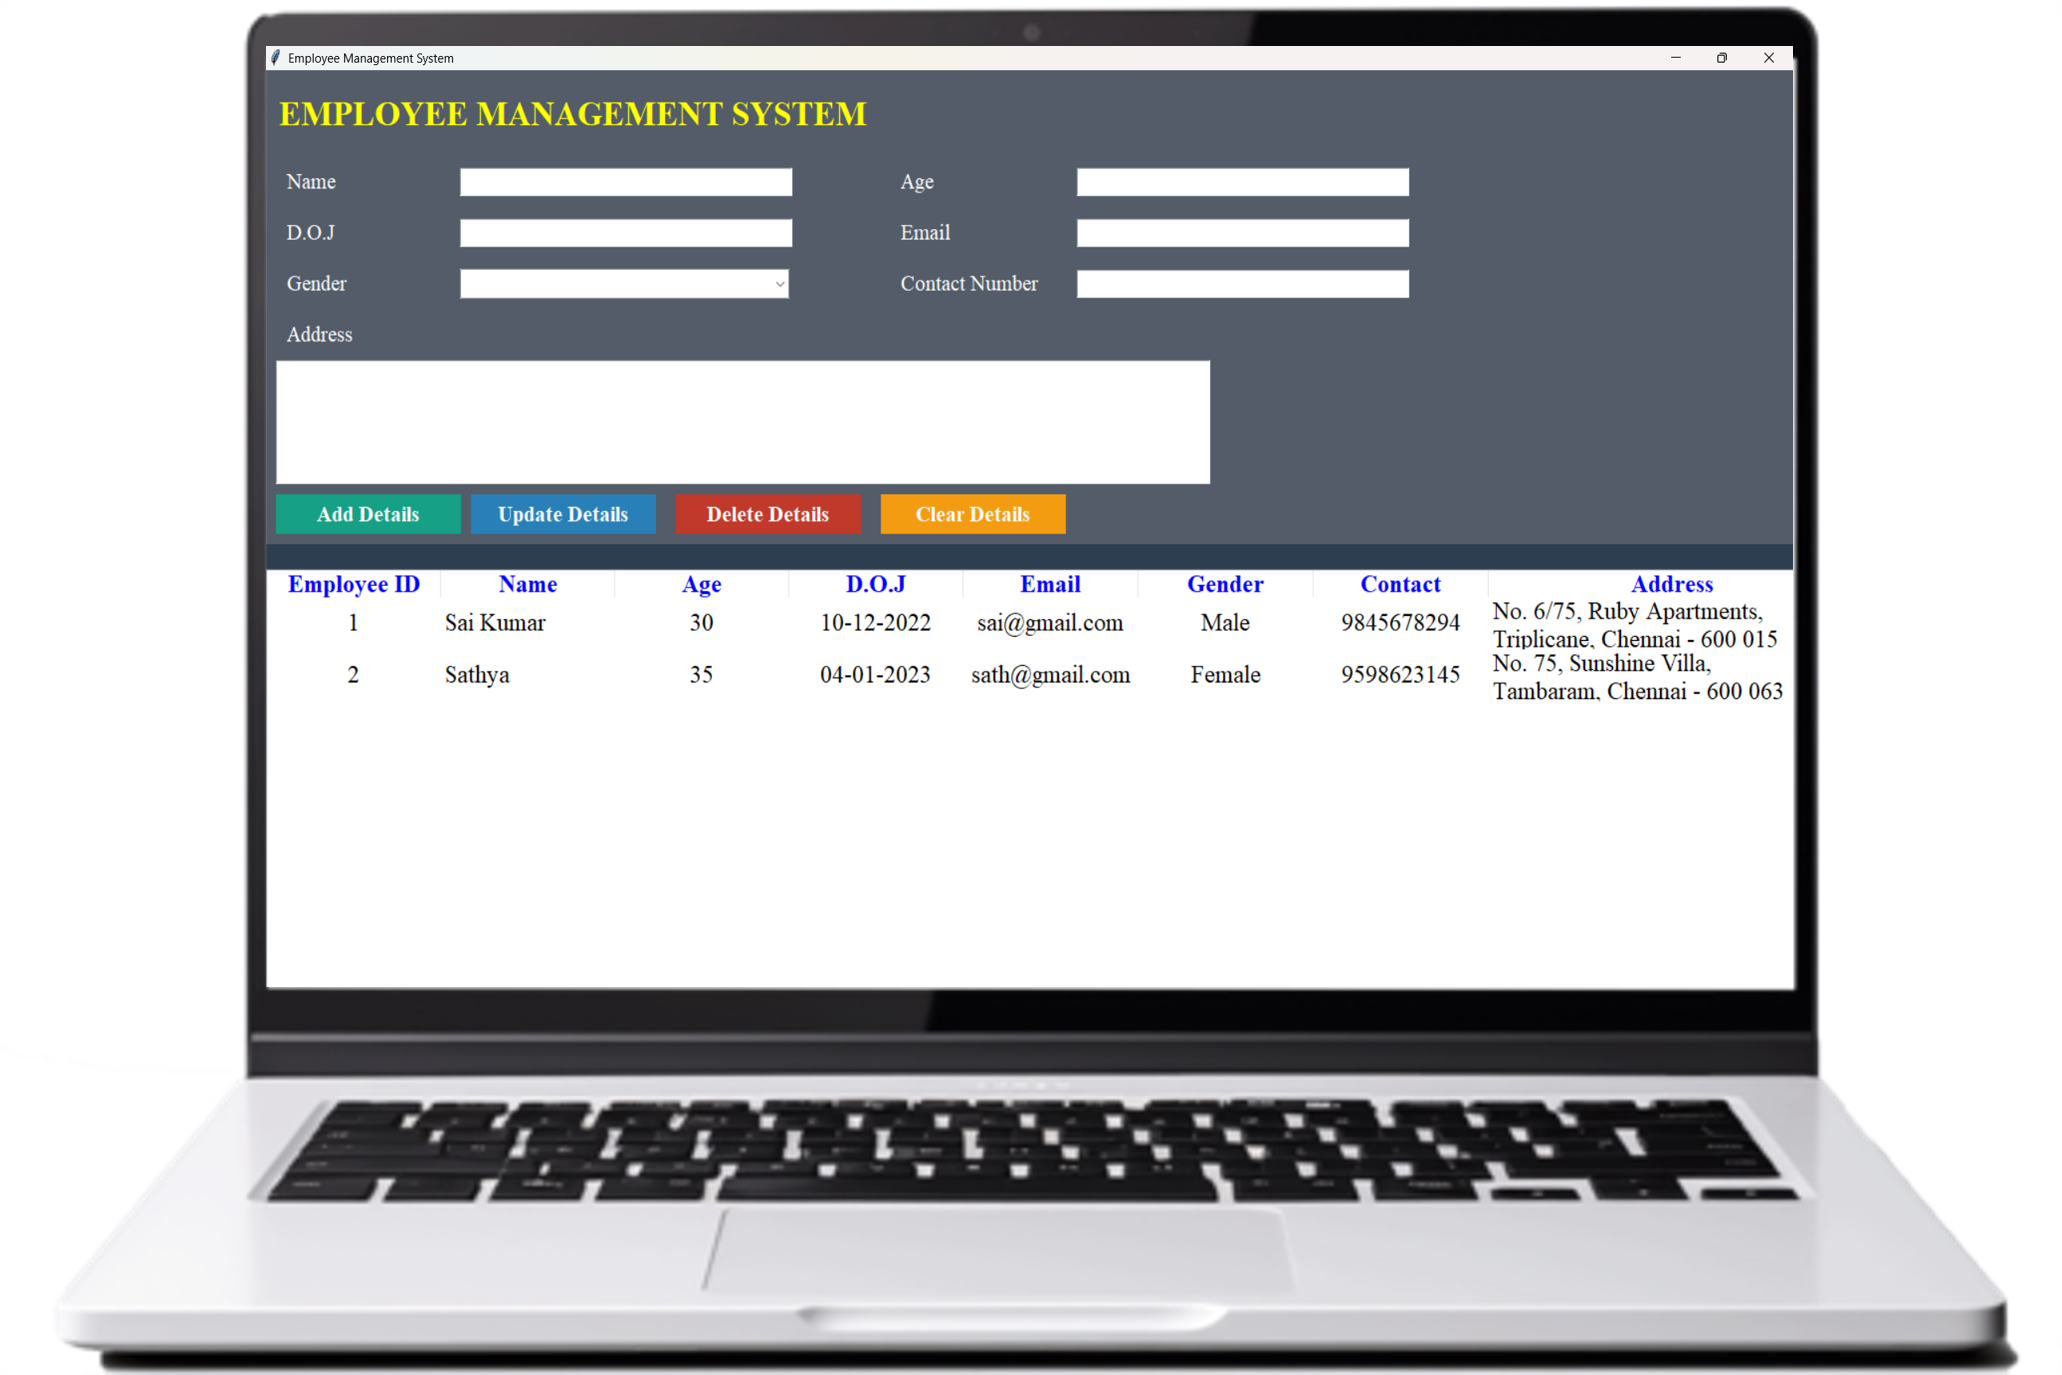 Employee Management System
EMPLOYEE MANAGEMENT SYSTEM
Name Age
D.O.J Email
Gender Contact Number
Address
Add Details Update Details Delete Details Clear Details
Employee ID Name Age D.O.J Email Gender Contact Address
1 Sai Kumar 30 10-12-2022 sai@gmail.com Male 9845678294 No. 6/75, Ruby Apartments,
Triplicane, Chennai - 600 015
2 Sathya 35 04-01-2023 sath@gmail.com Female 9598623145 No. 75, Sunshine Villa,
Tambaram, Chennai - 600 063